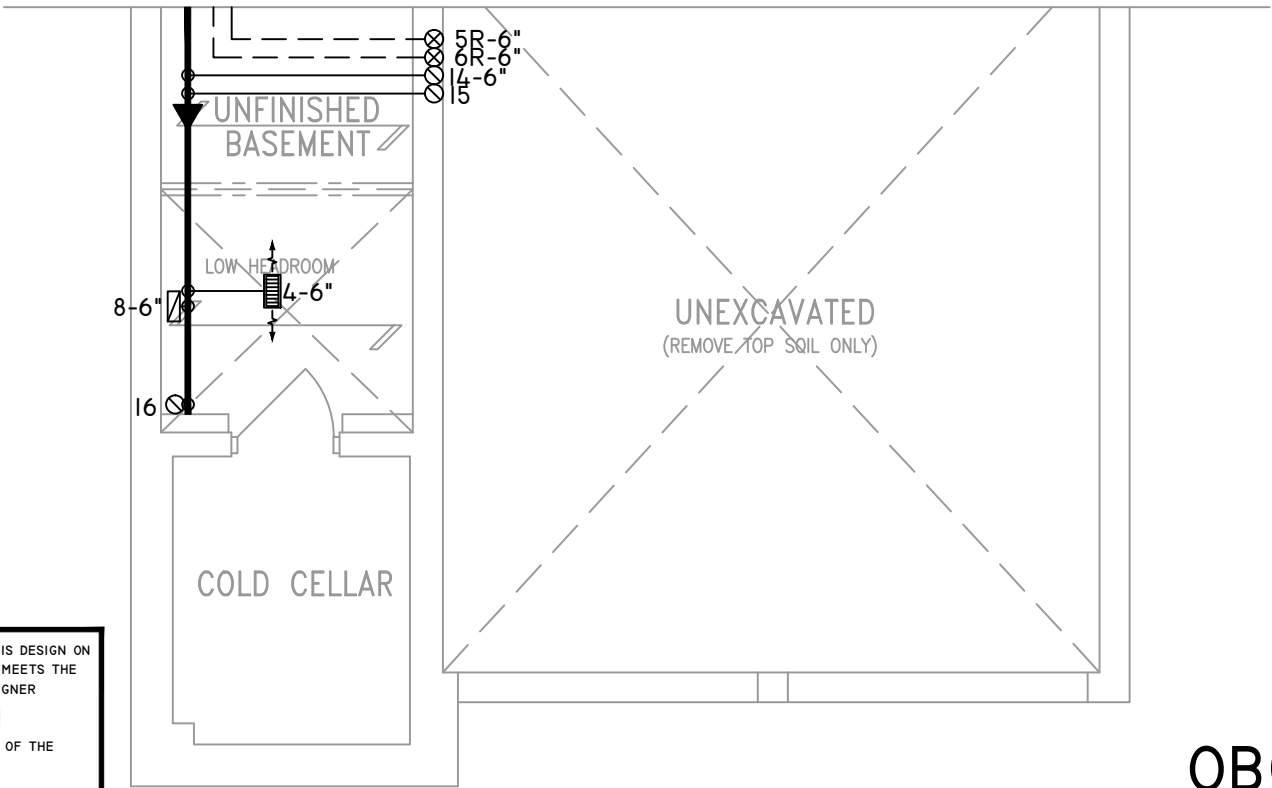 5R-6"
6R-6"
14-6"
15
UNFINISHED
BASEMENT
LOW HEADROOM
4-6"
8-6"
UNEXCAVATED
(REMOVE TOP SOIL ONLY)
16
COLD CELLAR
IS DESIGN ON
MEETS THE
GNER
OF THE